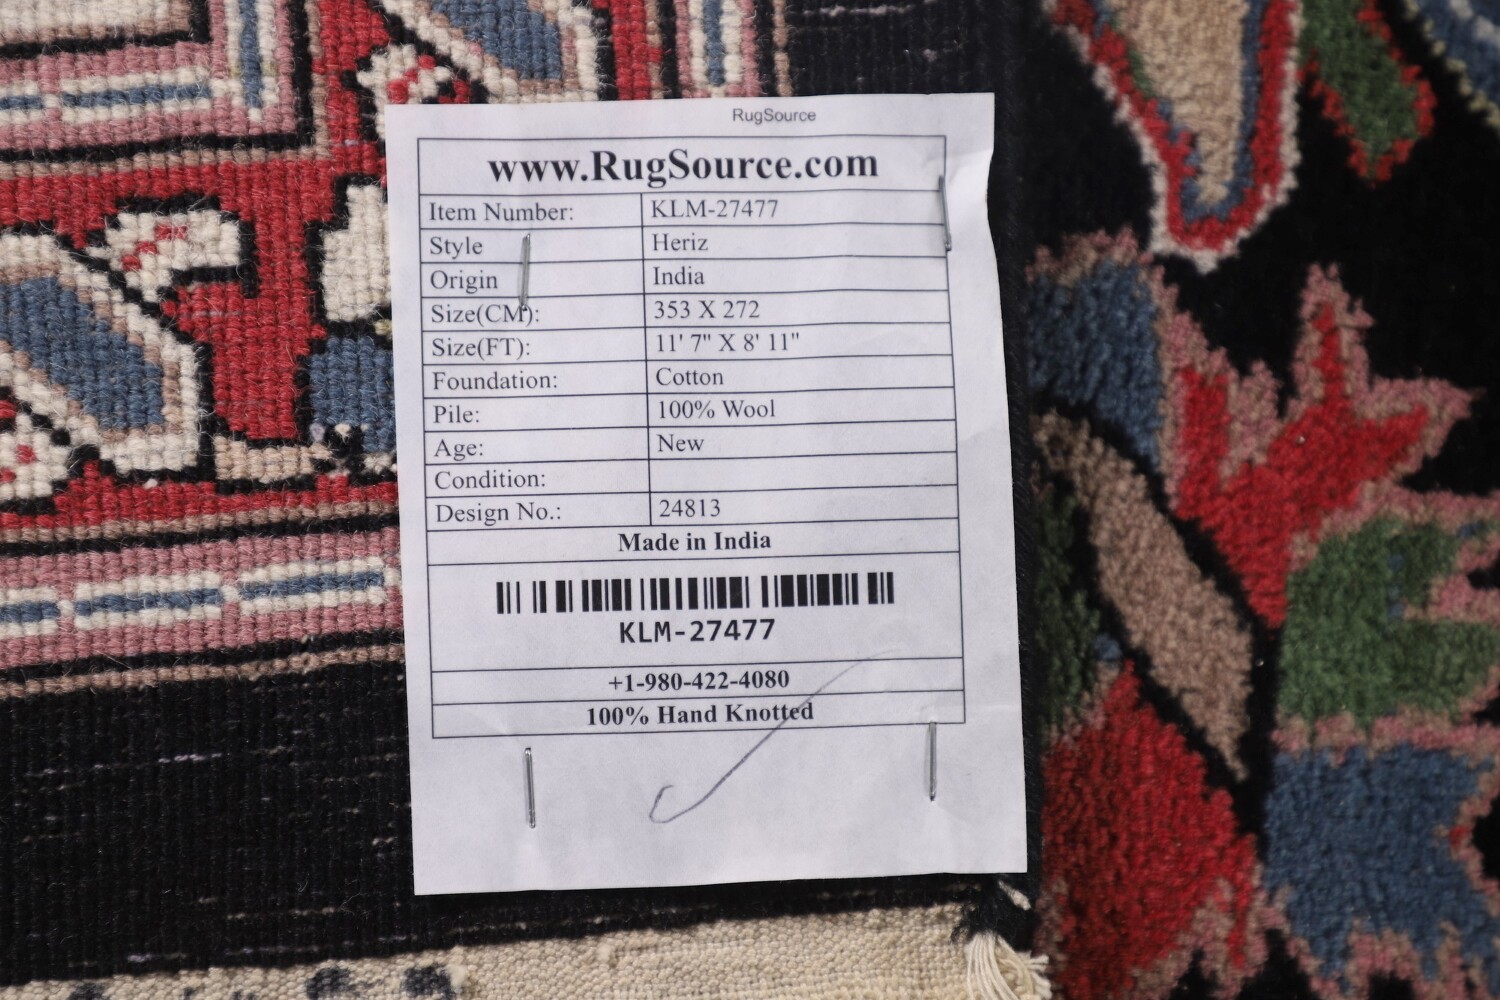 RugSource
www.RugSource.com
Item Number: KLM-27477
Style Heriz
Origin India
Size(CM): 353 X 272
Size(FT): 11' 7" X 8' 11"
Foundation: Cotton
Pile: 100% Wool
Age: New
Condition:
Design No.: 24813
Made in India
KLM-27477
+1-980-422-4080
100% Hand Knotted